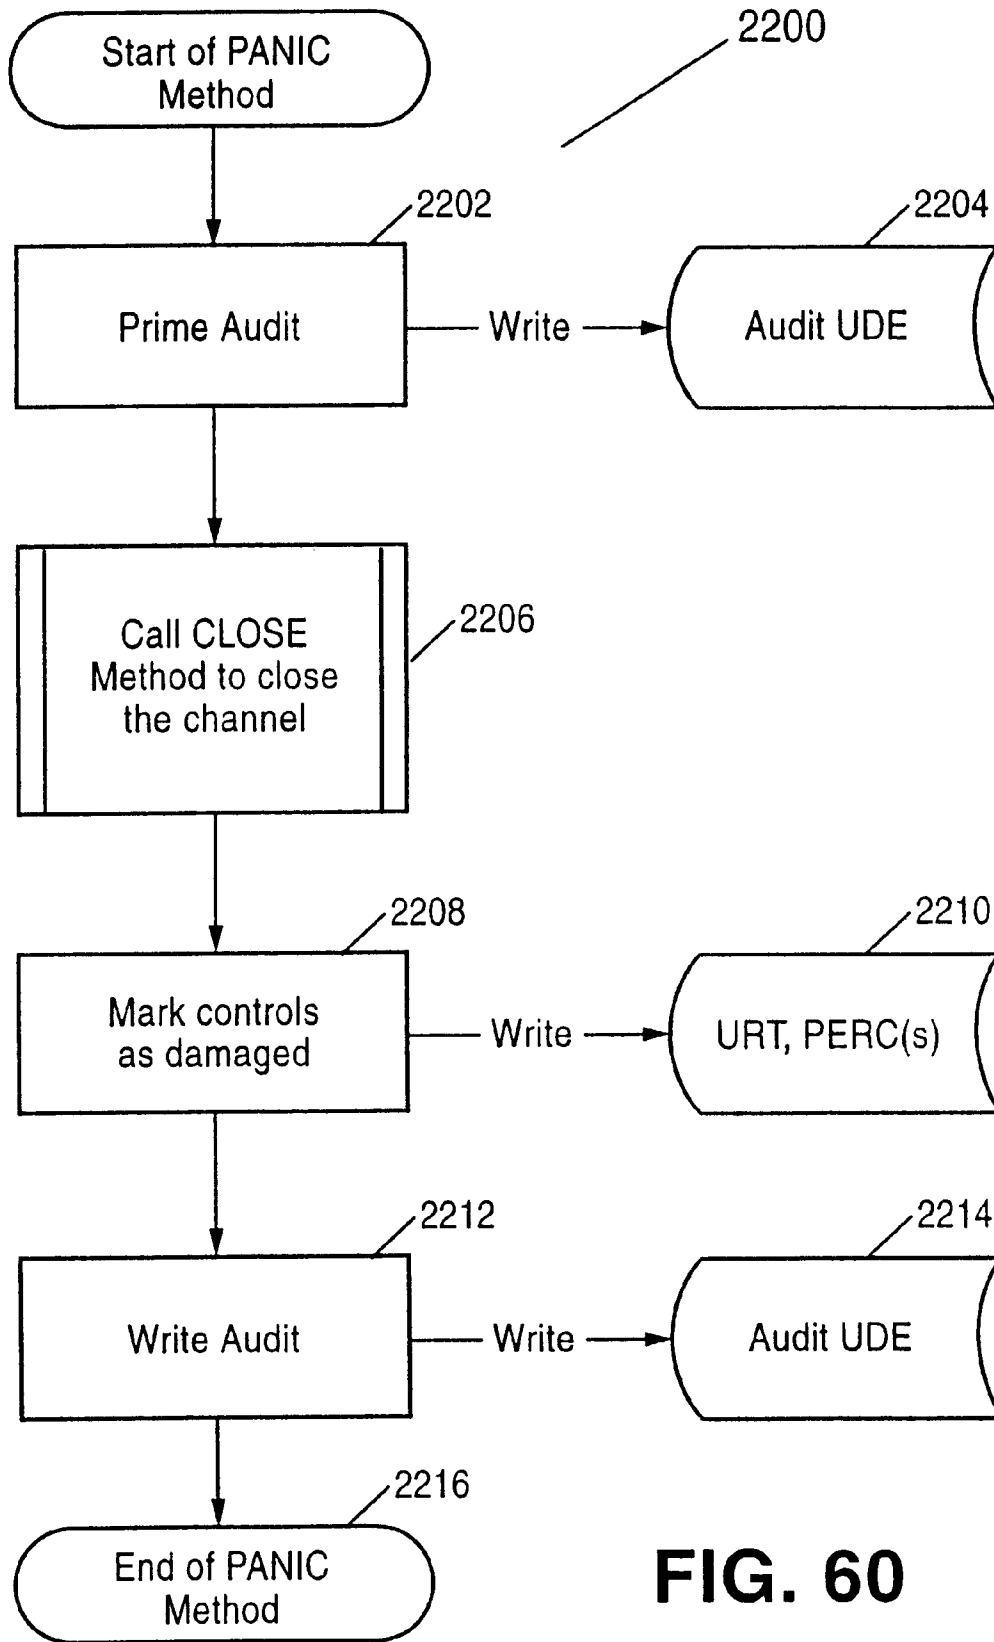 Start of PANIC
Method
2200
2202
2204
Prime Audit
Write
Audit UDE
Call CLOSE
Method to close
the channel
2206
2208
2210
Mark controls
as damaged
Write
URT, PERC(s)
2212
2214
Write Audit
Write
Audit UDE
2216
End of PANIC
Method
FIG. 60